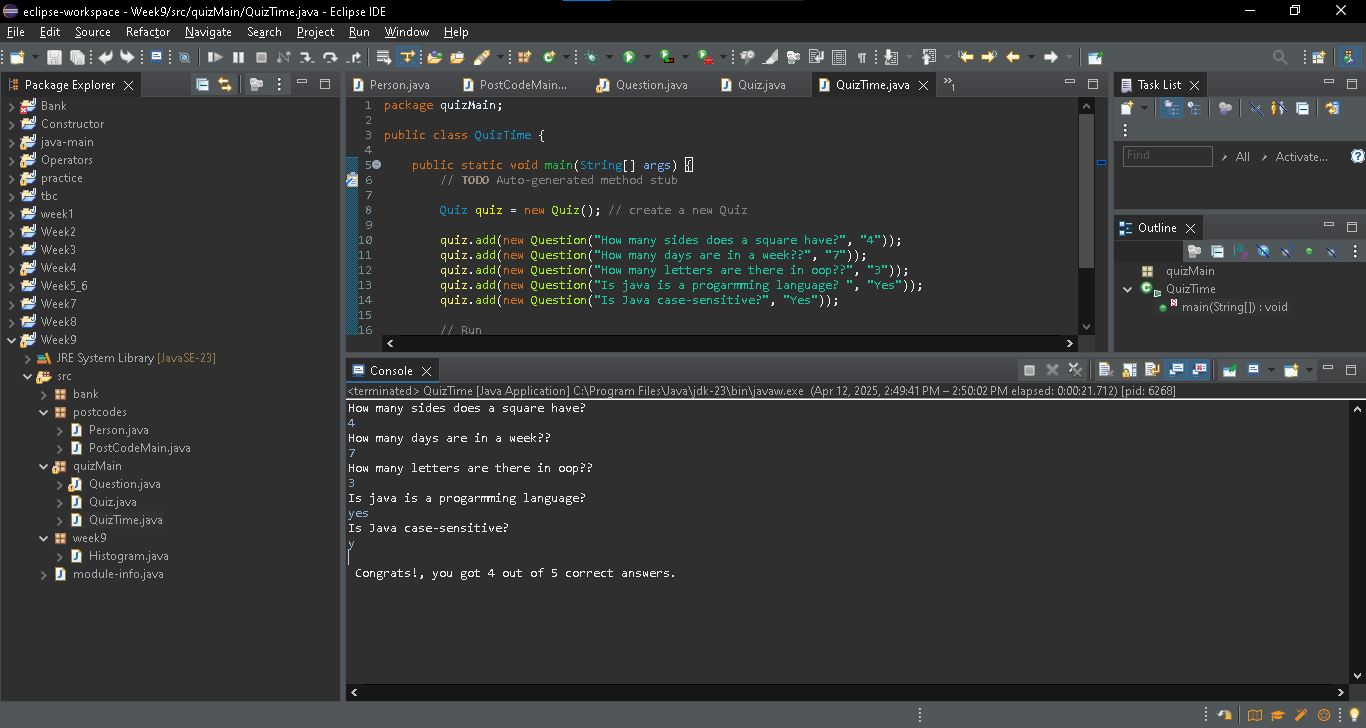 eclipse-workspace - Week9/src/quizMain/QuizTime.java - Eclipse IDE
File Edit Source Refactor Navigate Search Project Run Window Help
Package Explorer
Bank
Constructor
java-main
Operators
practice
tbc
week1
Week2
Week3
Week4
Week5_6
Week7
Week8
Week9
JRE System Library [JavaSE-23]
src
bank
postcodes
Person.java
PostCodeMain.java
quizMain
Question.java
Quiz.java
QuizTime.java
week9
Histogram.java
module-info.java
Person.java PostCodeMain... Question.java Quiz.java QuizTime.java »1
1 package quizMain;
2
3 public class QuizTime {
4
5 public static void main(String[] args) {
6 // TODO Auto-generated method stub
7
8 Quiz quiz = new Quiz(); // create a new Quiz
9
10 quiz.add(new Question("How many sides does a square have?", "4"));
11 quiz.add(new Question("How many days are in a week??", "7"));
12 quiz.add(new Question("How many letters are there in oop??", "3"));
13 quiz.add(new Question("Is java is a progarmming language? ", "Yes"));
14 quiz.add(new Question("Is Java case-sensitive?", "Yes"));
15
16 // Run
Console
<terminated> QuizTime [Java Application] C:\Program Files\Java\jdk-23\bin\javaw.exe (Apr 12, 2025, 2:49:41 PM – 2:50:02 PM elapsed: 0:00:21.712) [pid: 6268]
How many sides does a square have?
4
How many days are in a week??
7
How many letters are there in oop??
3
Is java is a progarmming language?
yes
Is Java case-sensitive?
y
Congrats!, you got 4 out of 5 correct answers.
Task List
Find All Activate...
Outline
quizMain
QuizTime
main(String[]) : void